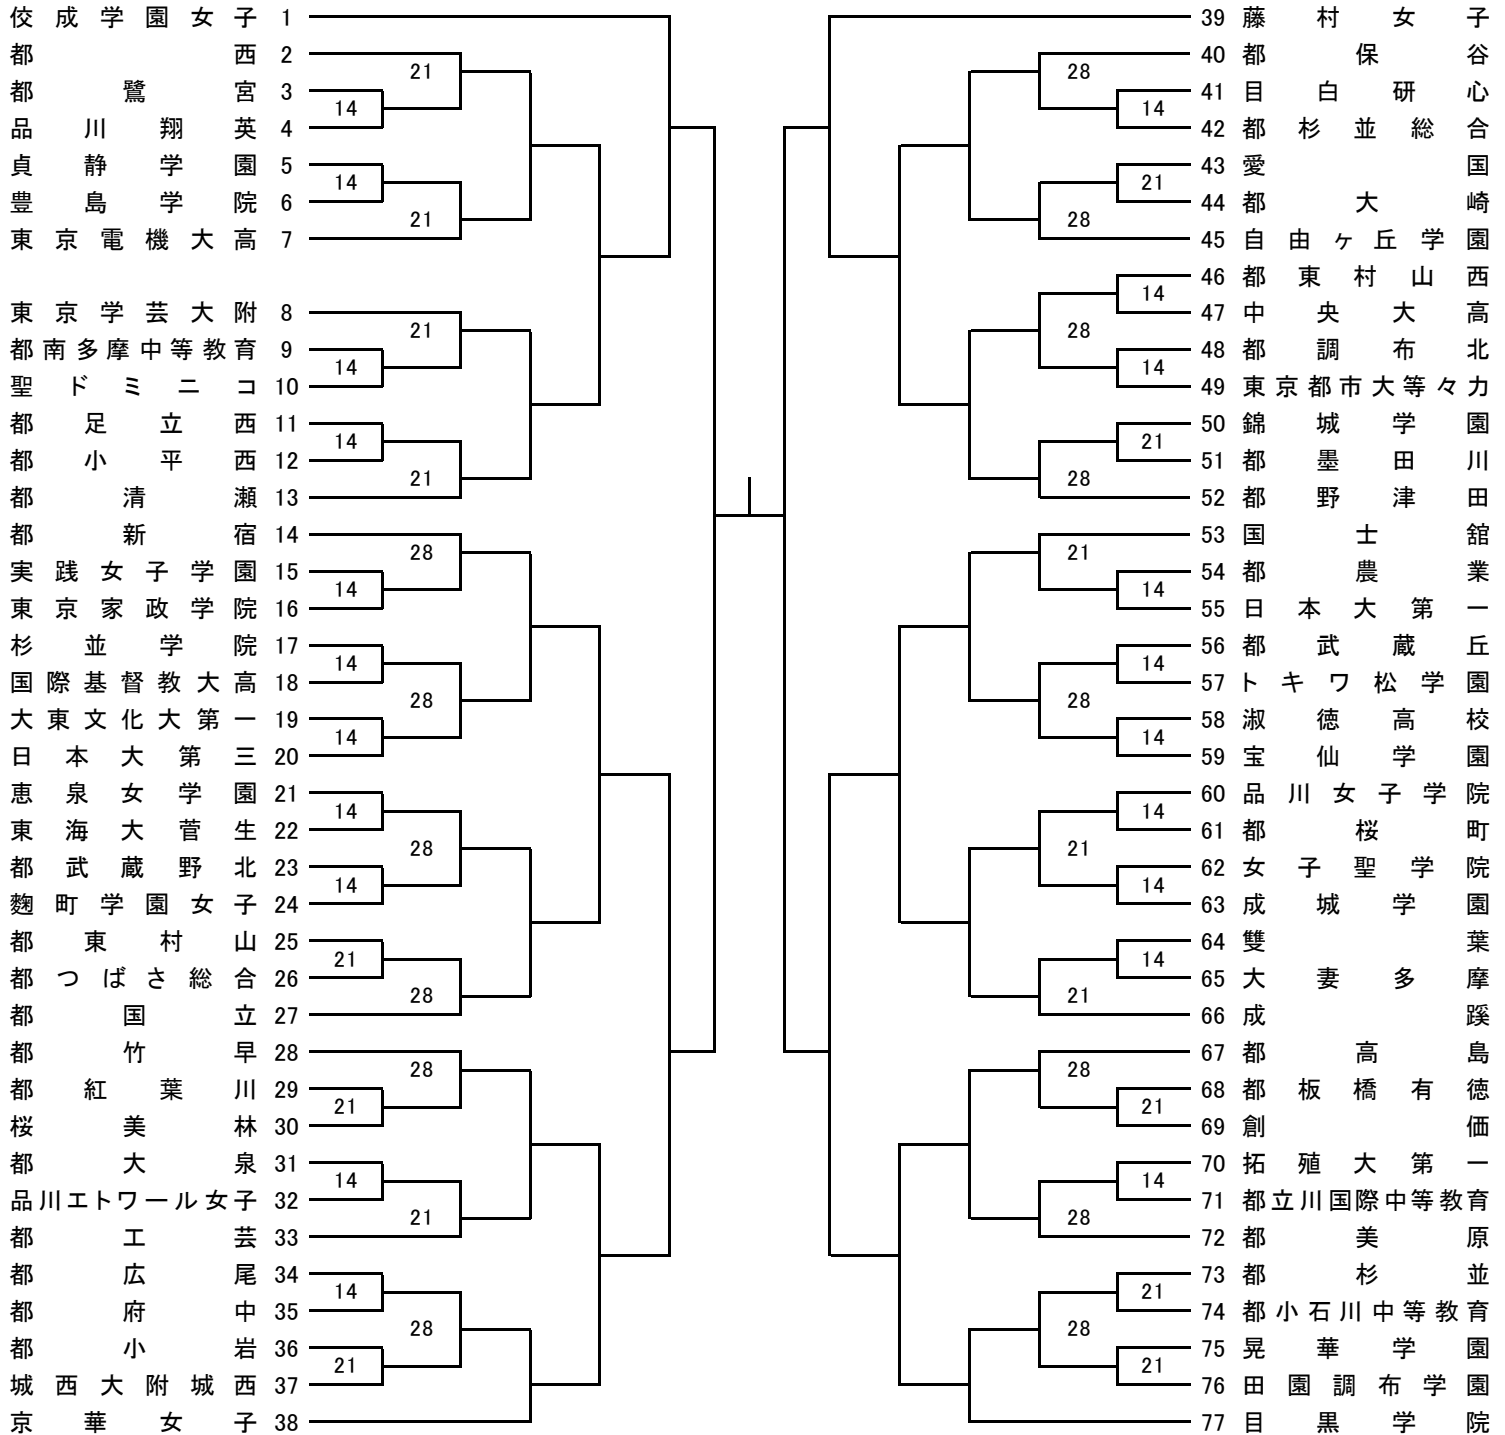 佼成学園女子 1
都西 2
21
都鷺宮 3
14
品川翔英 4
貞静学園 5
14
豊島学院 6
21
東京電機大高 7
東京学芸大附 8
21
都南多摩中等教育 9
14
聖ドミニコ 10
都足立西 11
14
都小平西 12
21
都清瀬 13
都新宿 14
28
実践女子学園 15
14
東京家政学院 16
杉並学院 17
14
国際基督教大高 18
28
大東文化大第一 19
14
日本大第三 20
恵泉女学園 21
14
東海大菅生 22
28
都武蔵野北 23
14
麴町学園女子 24
都東村山 25
21
都つばさ総合 26
28
都国立 27
都竹早 28
28
都紅葉川 29
21
桜美林 30
都大泉 31
14
品川エトワール女子 32
21
都工芸 33
都広尾 34
14
都府中 35
28
都小岩 36
21
城西大附城西 37
京華女子 38
39 藤村女子
40 都保谷
28
41 目白研心
14
42 都杉並総合
43 愛国
21
44 都大崎
28
45 自由ヶ丘学園
46 都東村山西
14
47 中央大高
28
48 都調布北
14
49 東京都市大等々力
50 錦城学園
21
51 都墨田川
28
52 都野津田
53 国士舘
21
54 都農業
14
55 日本大第一
56 都武蔵丘
14
57 トキワ松学園
28
58 淑徳高校
14
59 宝仙学園
60 品川女子学院
14
61 都桜町
21
62 女子聖学院
14
63 成城学園
64 雙葉
14
65 大妻多摩
21
66 成蹊
67 都高島
28
68 都板橋有徳
21
69 創価
70 拓殖大第一
14
71 都立川国際中等教育
28
72 都美原
73 都杉並
21
74 都小石川中等教育
28
75 晃華学園
21
76 田園調布学園
77 目黒学院